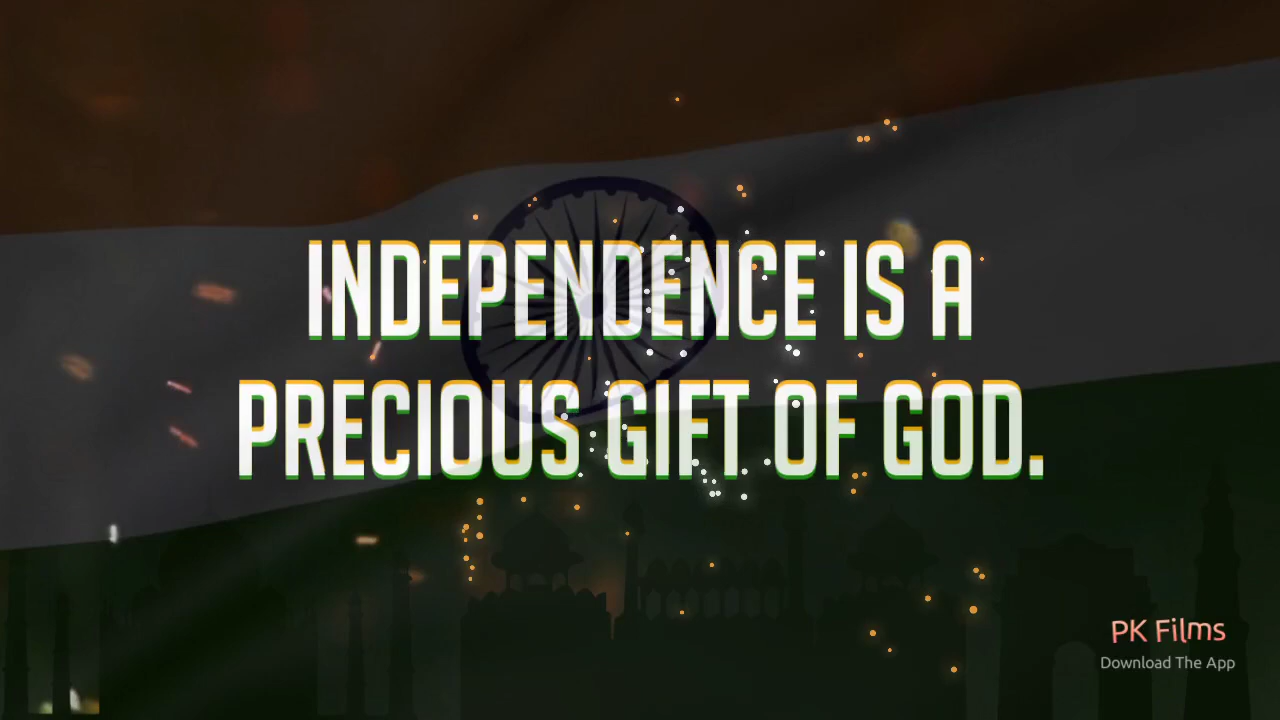 INDEPENDENCE IS A
PRECIOUS GIFT OF GOD.
PK Films
Download The App